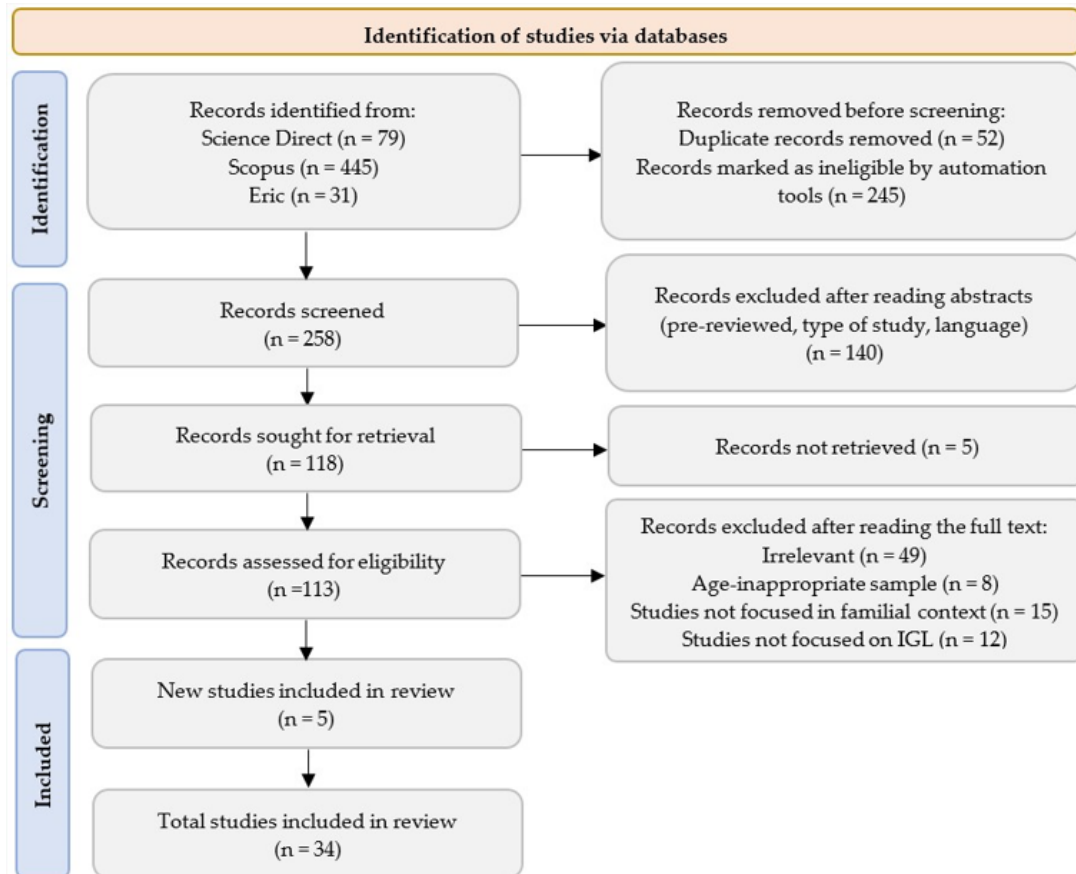 Identification of studies via databases
Identification
Records identified from:
Science Direct (n = 79)
Scopus (n = 445)
Eric (n = 31)
Records removed before screening:
Duplicate records removed (n = 52)
Records marked as ineligible by automation
tools (n = 245)
Screening
Records screened
(n = 258)
Records excluded after reading abstracts
(pre-reviewed, type of study, language)
(n = 140)
Records sought for retrieval
(n = 118)
Records not retrieved (n = 5)
Records assessed for eligibility
(n =113)
Records excluded after reading the full text:
Irrelevant (n = 49)
Age-inappropriate sample (n = 8)
Studies not focused in familial context (n = 15)
Studies not focused on IGL (n = 12)
Included
New studies included in review
(n = 5)
Total studies included in review
(n = 34)